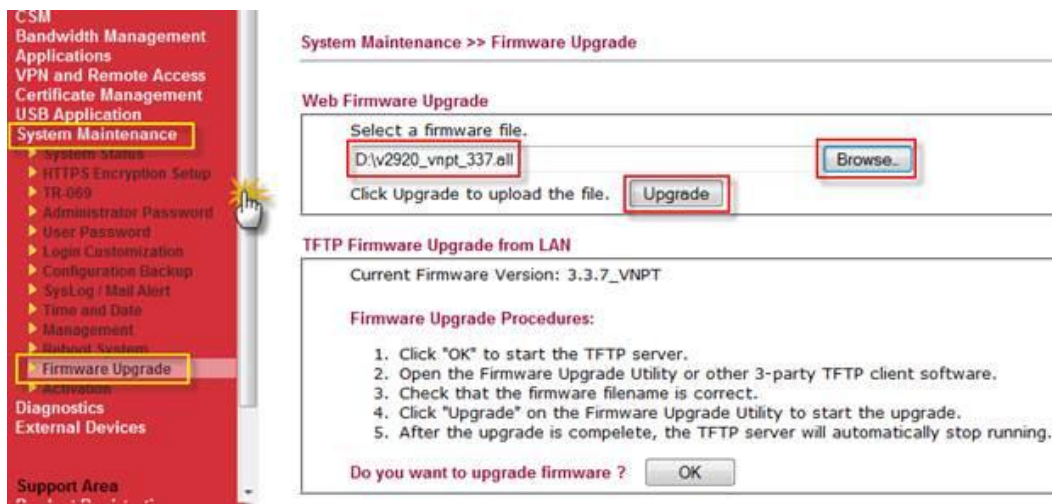 CSM
Bandwidth Management
Applications
VPN and Remote Access
Certificate Management
USB Application
System Maintenance
System Status
HTTPS Encryption Setup
TR-069
Administrator Password
User Password
Login Customization
Configuration Backup
SysLog / Mail Alert
Time and Date
Management
Reboot System
Firmware Upgrade
Activation
Diagnostics
External Devices
Support Area
System Maintenance >> Firmware Upgrade
Web Firmware Upgrade
Select a firmware file.
D:\v2920_vnpt_337.all Browse..
Click Upgrade to upload the file. Upgrade
TFTP Firmware Upgrade from LAN
Current Firmware Version: 3.3.7_VNPT
Firmware Upgrade Procedures:
1. Click "OK" to start the TFTP server.
2. Open the Firmware Upgrade Utility or other 3-party TFTP client software.
3. Check that the firmware filename is correct.
4. Click "Upgrade" on the Firmware Upgrade Utility to start the upgrade.
5. After the upgrade is compelete, the TFTP server will automatically stop running.
Do you want to upgrade firmware ? OK